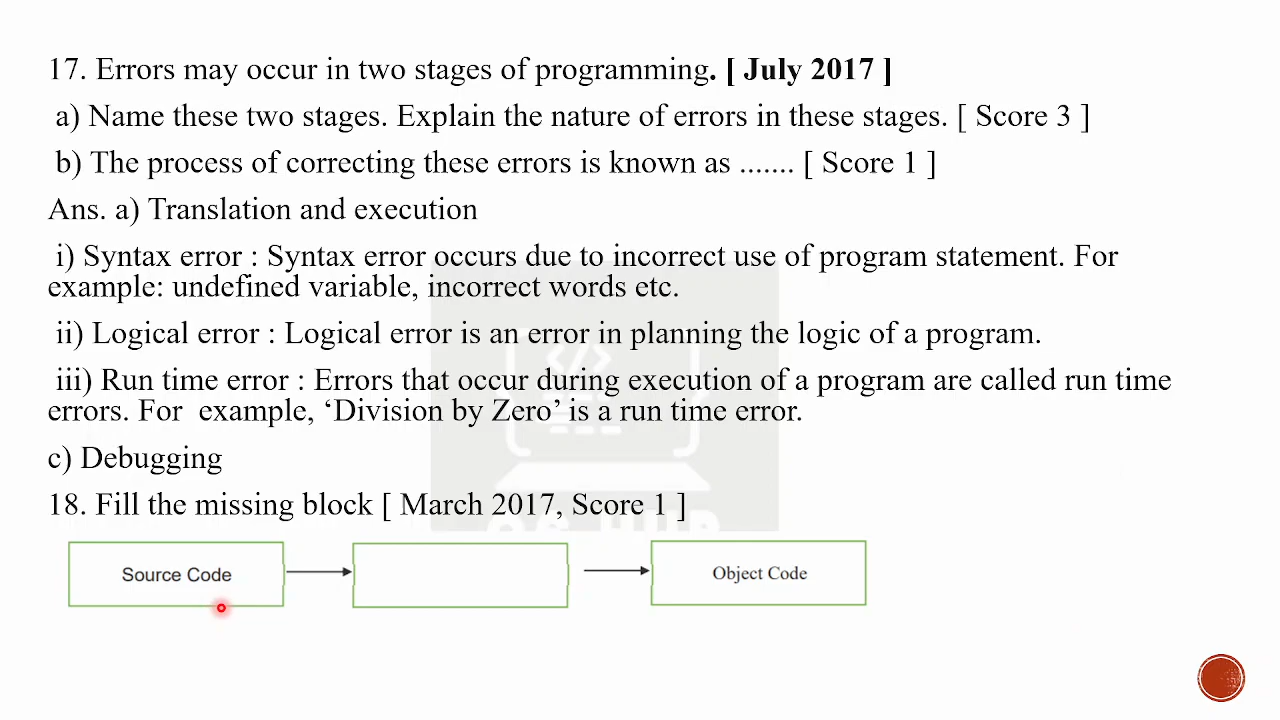 17. Errors may occur in two stages of programming. [ July 2017 ]
a) Name these two stages. Explain the nature of errors in these stages. [ Score 3 ]
b) The process of correcting these errors is known as ....... [ Score 1 ]
Ans. a) Translation and execution
i) Syntax error : Syntax error occurs due to incorrect use of program statement. For
example: undefined variable, incorrect words etc.
ii) Logical error : Logical error is an error in planning the logic of a program.
iii) Run time error : Errors that occur during execution of a program are called run time
errors. For example, ‘Division by Zero’ is a run time error.
c) Debugging
18. Fill the missing block [ March 2017, Score 1 ]
Source Code
Object Code